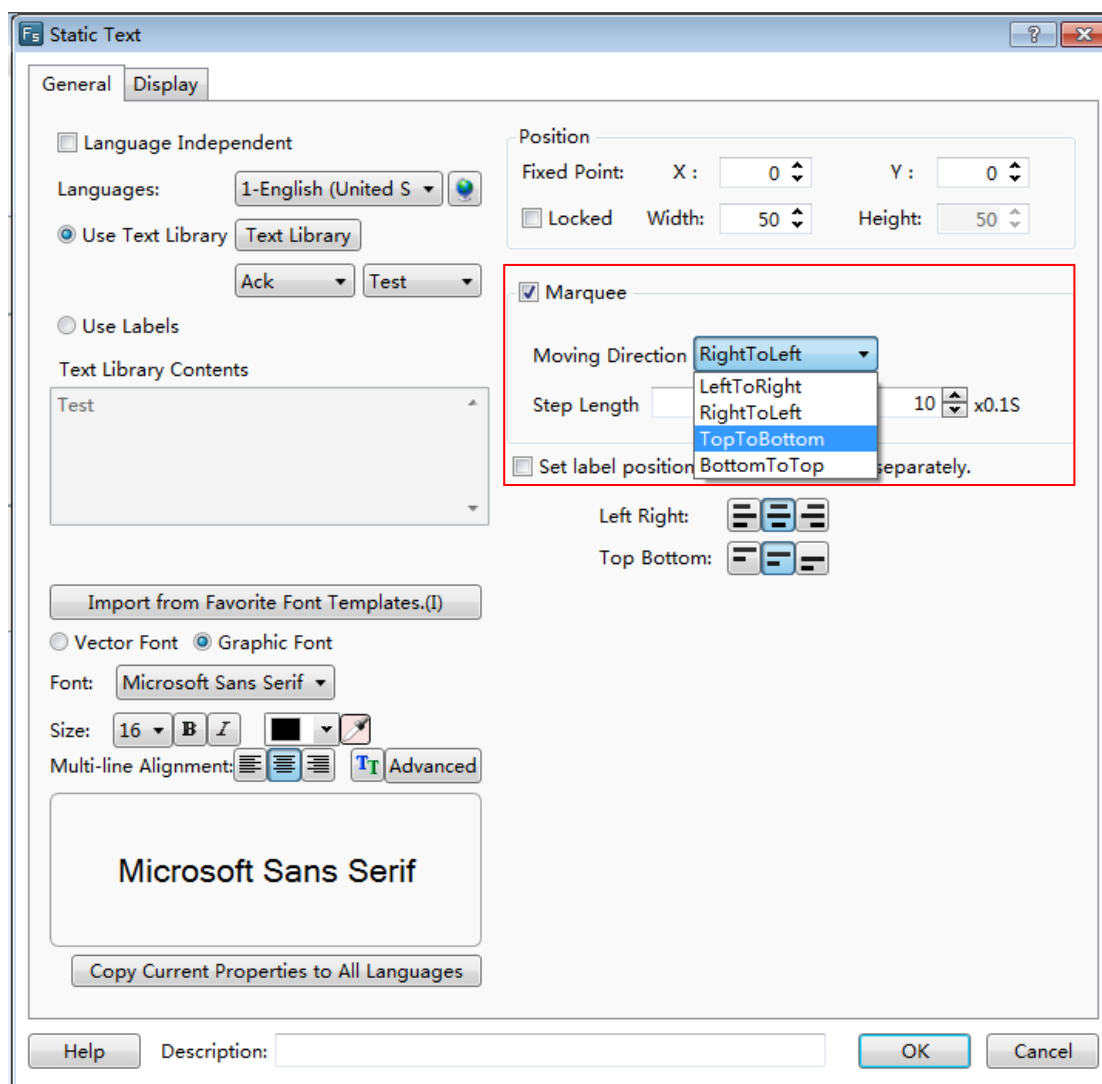 Fs Static Text
General Display
Language Independent
Languages: 1-English (United S
Use Text Library Text Library
Ack Test
Use Labels
Text Library Contents
Test
Import from Favorite Font Templates.(I)
Vector Font Graphic Font
Font: Microsoft Sans Serif
Size: 16 B I
Multi-line Alignment: TT Advanced
Microsoft Sans Serif
Copy Current Properties to All Languages
Position
Fixed Point: X : 0 Y : 0
Locked Width: 50 Height: 50
Marquee
Moving Direction RightToLeft
LeftToRight
RightToLeft
TopToBottom
BottomToTop
Step Length 10 x0.1S
Set label position separately.
Left Right:
Top Bottom:
Help Description: OK Cancel